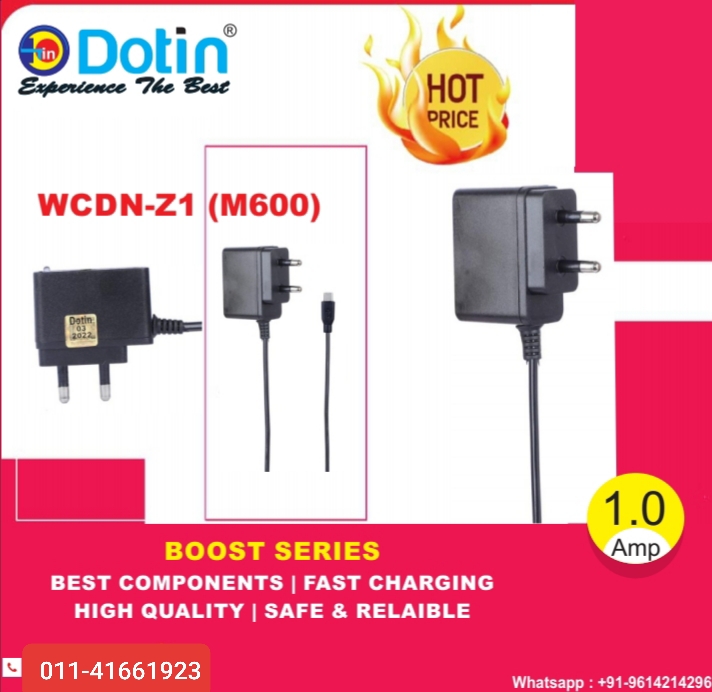 in Dotin®
Experience The Best
HOT
PRICE
WCDN-Z1 (M600)
Dotin
03
2022
1.0
Amp
BOOST SERIES
BEST COMPONENTS | FAST CHARGING
HIGH QUALITY | SAFE & RELAIBLE
011-41661923
Whatsapp : +91-9614214296